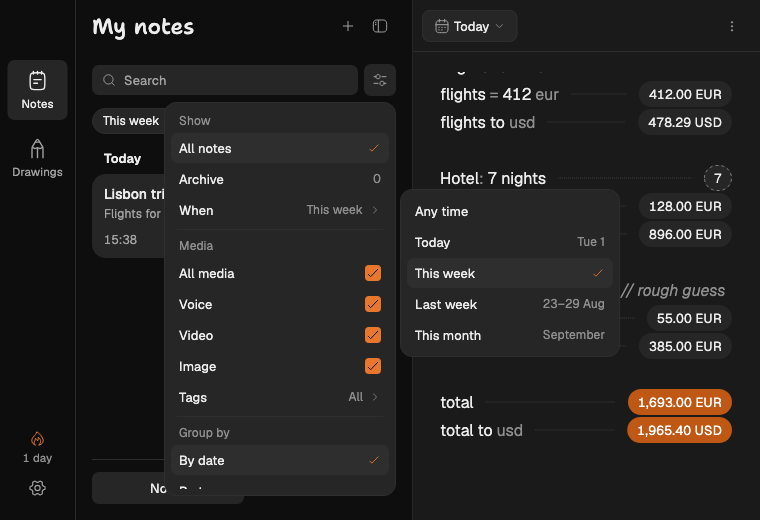 My notes
Today
Search
Notes
Drawings
This week
Today
Lisbon tri
Flights for
15:38
Show
All notes
Archive 0
When This week
Media
All media
Voice
Video
Image
Tags All
Group by
By date
No
Any time
Today Tue 1
This week
Last week 23–29 Aug
This month September
flights = 412 eur 412.00 EUR
flights to usd 478.29 USD
Hotel: 7 nights 7
128.00 EUR
896.00 EUR
// rough guess
55.00 EUR
385.00 EUR
total 1,693.00 EUR
total to usd 1,965.40 USD
1 day